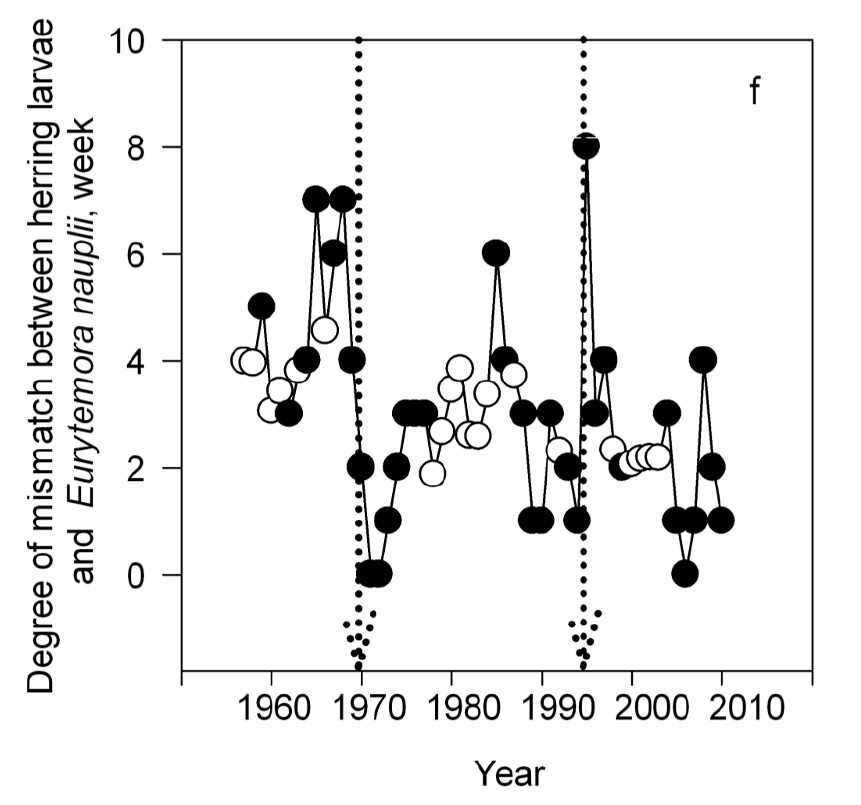 Degree of mismatch between herring larvae
and Eurytemora nauplii, week
10
8
6
4
2
0
f
1960 1970 1980 1990 2000 2010
Year